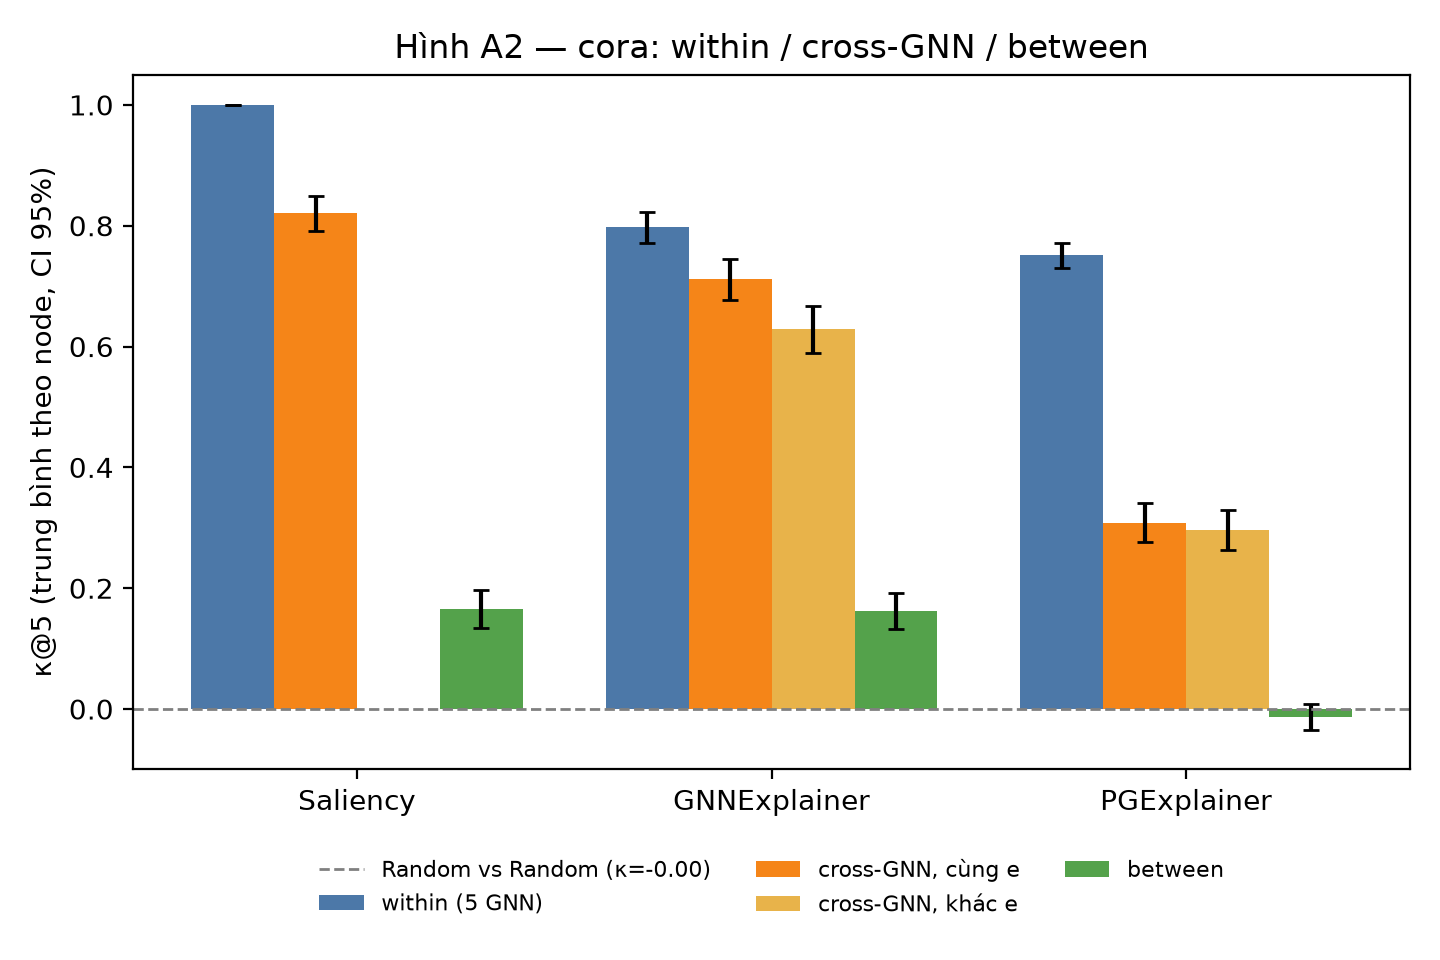 Hình A2 — cora: within / cross-GNN / between
κ@5 (trung bình theo node, CI 95%)
1.0
0.8
0.6
0.4
0.2
0.0
Saliency
GNNExplainer
PGExplainer
Random vs Random (κ=-0.00)
within (5 GNN)
cross-GNN, cùng e
cross-GNN, khác e
between